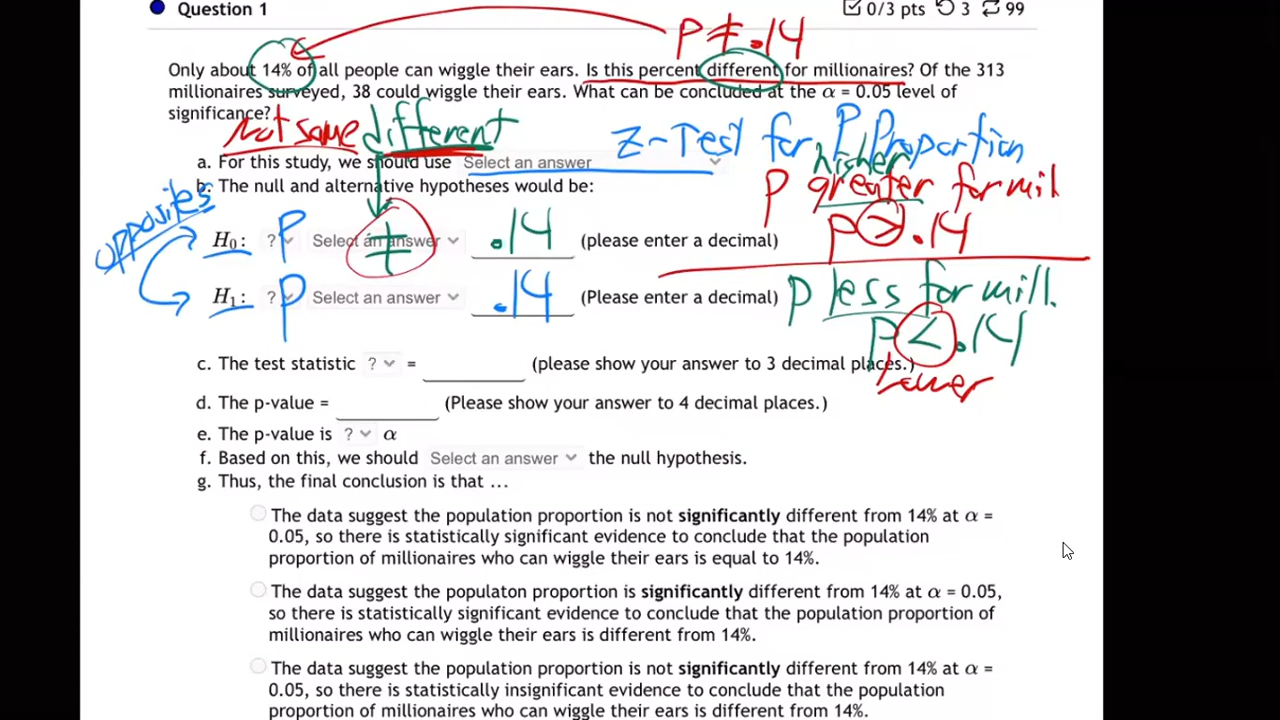 Question 1
0/3 pts 3 99
p ≠ .14
Only about 14% of all people can wiggle their ears. Is this percent different for millionaires? Of the 313
millionaires surveyed, 38 could wiggle their ears. What can be concluded at the α = 0.05 level of
significance?
Not same different
Z-Test for P Proportion
a. For this study, we should use Select an answer
higher
b. The null and alternative hypotheses would be:
p greater for mil
opposites
H₀: ? p Select an answer ≠ .14 (please enter a decimal)
p > .14
H₁: ? p Select an answer .14 (Please enter a decimal)
p less for mill.
p < .14
c. The test statistic ? = (please show your answer to 3 decimal places.)
Lower
d. The p-value = (Please show your answer to 4 decimal places.)
e. The p-value is ? α
f. Based on this, we should Select an answer the null hypothesis.
g. Thus, the final conclusion is that ...
The data suggest the population proportion is not significantly different from 14% at α =
0.05, so there is statistically significant evidence to conclude that the population
proportion of millionaires who can wiggle their ears is equal to 14%.
The data suggest the populaton proportion is significantly different from 14% at α = 0.05,
so there is statistically significant evidence to conclude that the population proportion of
millionaires who can wiggle their ears is different from 14%.
The data suggest the population proportion is not significantly different from 14% at α =
0.05, so there is statistically insignificant evidence to conclude that the population
proportion of millionaires who can wiggle their ears is different from 14%.